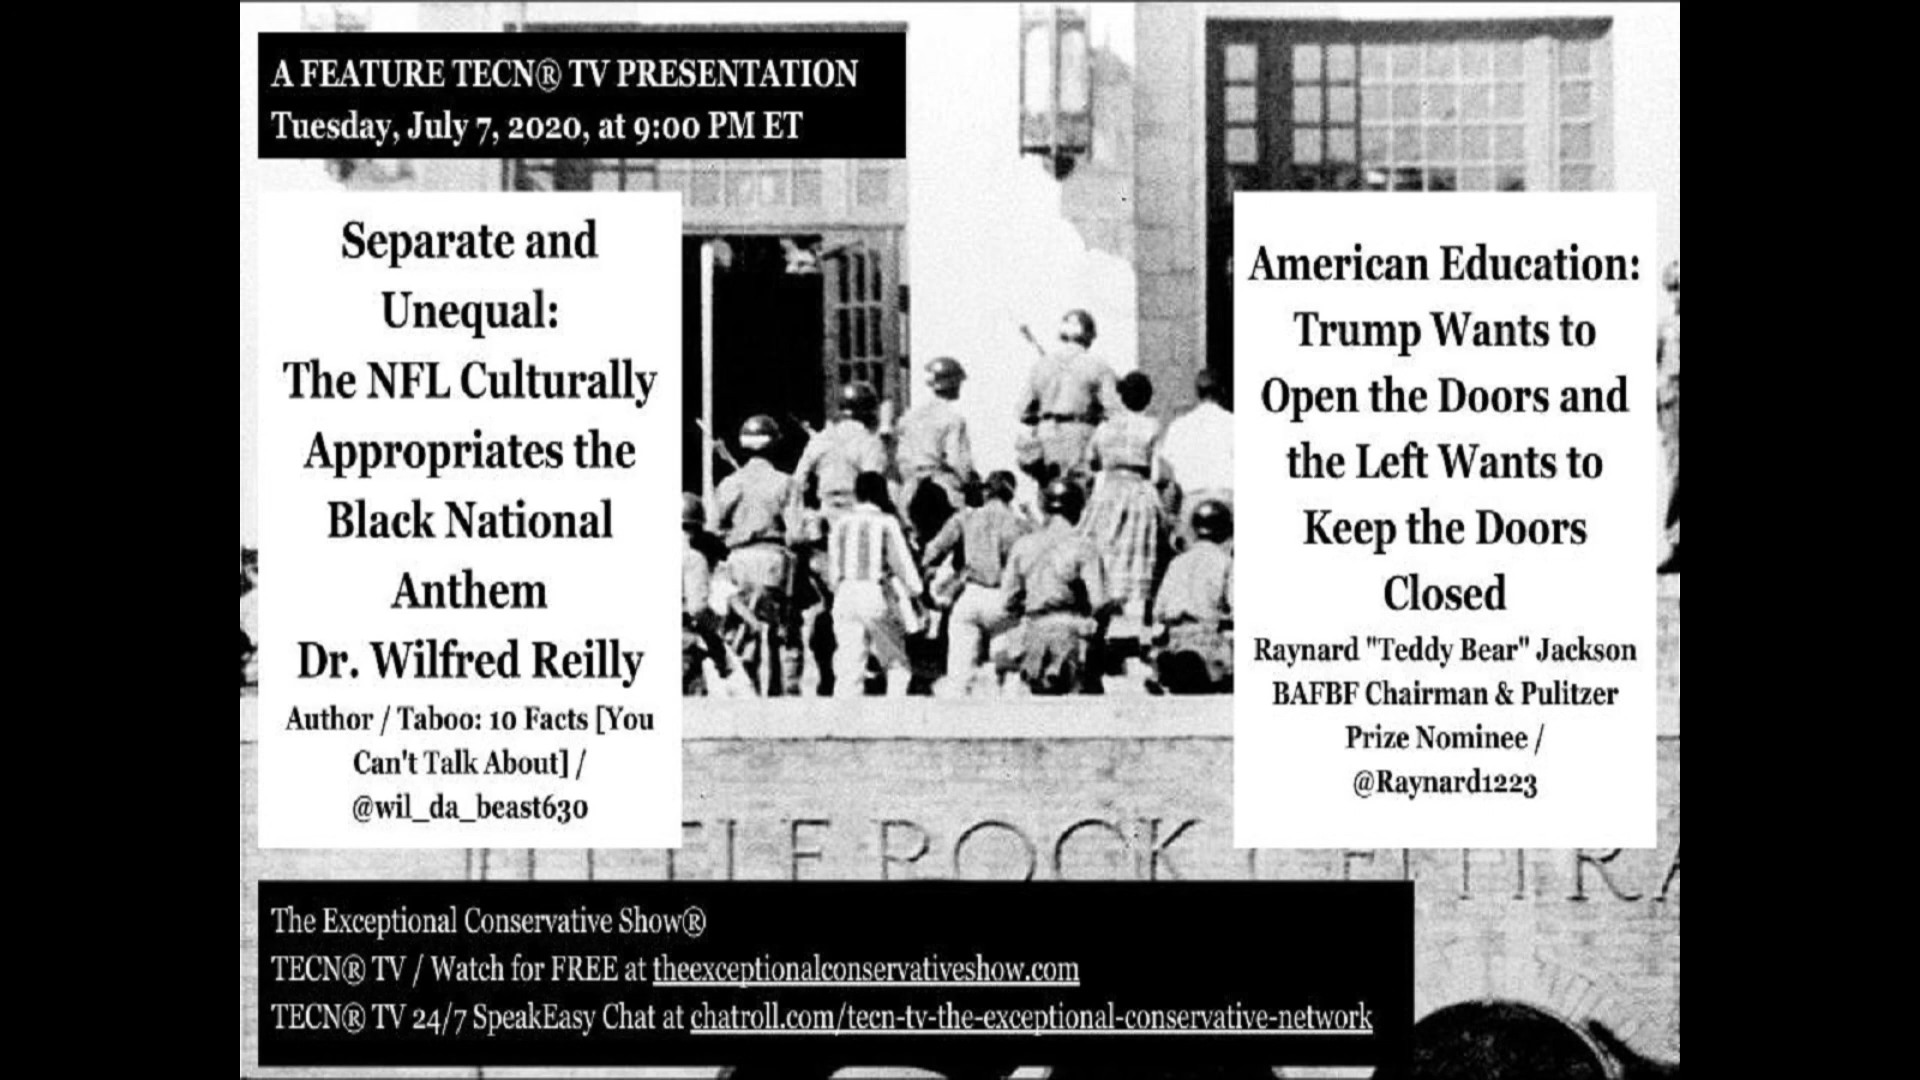 A FEATURE TECN® TV PRESENTATION
Tuesday, July 7, 2020, at 9:00 PM ET
Separate and
Unequal:
The NFL Culturally
Appropriates the
Black National
Anthem
Dr. Wilfred Reilly
Author / Taboo: 10 Facts [You
Can't Talk About] /
@wil_da_beast630
American Education:
Trump Wants to
Open the Doors and
the Left Wants to
Keep the Doors
Closed
Raynard "Teddy Bear" Jackson
BAFBF Chairman & Pulitzer
Prize Nominee /
@Raynard1223
ROCK
The Exceptional Conservative Show®
TECN® TV / Watch for FREE at theexceptionalconservativeshow.com
TECN® TV 24/7 SpeakEasy Chat at chatroll.com/tecn-tv-the-exceptional-conservative-network